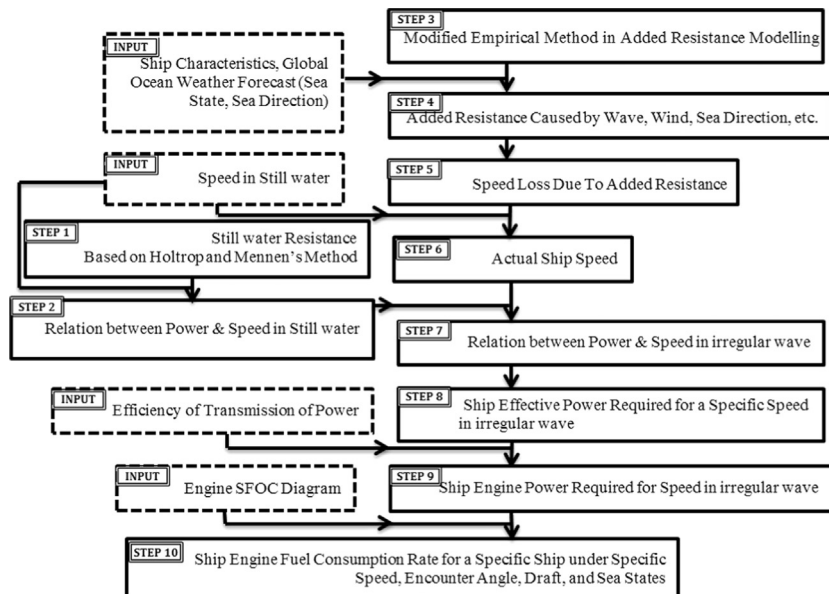 STEP 3
Modified Empirical Method in Added Resistance Modelling
INPUT
Ship Characteristics, Global
Ocean Weather Forecast (Sea
State, Sea Direction)
STEP 4
Added Resistance Caused by Wave, Wind, Sea Direction, etc.
INPUT
Speed in Still water
STEP 5
Speed Loss Due To Added Resistance
STEP 1
Still water Resistance
Based on Holtrop and Mennen's Method
STEP 6
Actual Ship Speed
STEP 2
Relation between Power & Speed in Still water
STEP 7
Relation between Power & Speed in irregular wave
INPUT
Efficiency of Transmission of Power
STEP 8
Ship Effective Power Required for a Specific Speed
in irregular wave
INPUT
Engine SFOC Diagram
STEP 9
Ship Engine Power Required for Speed in irregular wave
STEP 10
Ship Engine Fuel Consumption Rate for a Specific Ship under Specific
Speed, Encounter Angle, Draft, and Sea States